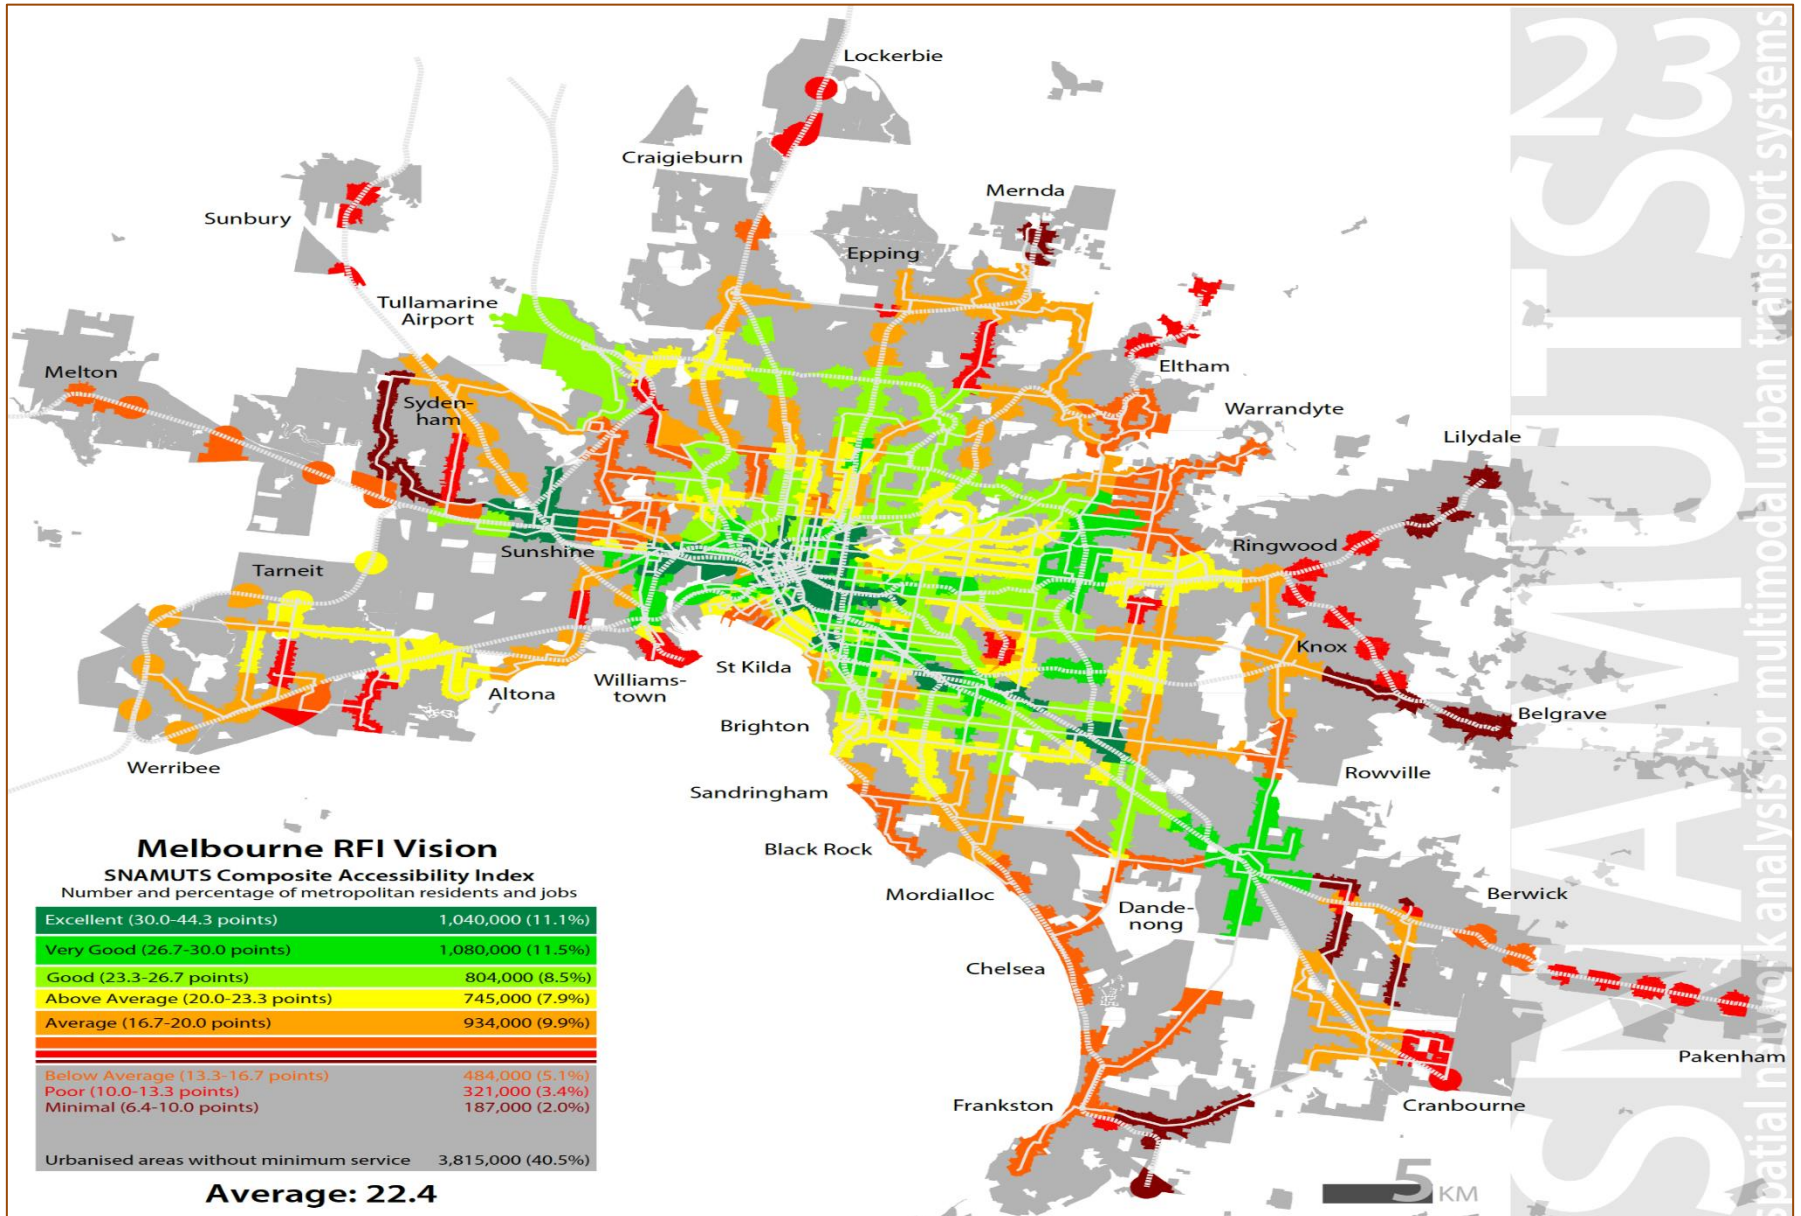 Lockerbie
Craigieburn
Mernda
Sunbury
Epping
Tullamarine
Airport
Eltham
Melton
Syden-
ham
Warrandyte
Lilydale
Sunshine
Ringwood
Tarneit
Knox
St Kilda
Williams-
town
Altona
Belgrave
Brighton
Werribee
Rowville
Sandringham
Black Rock
Mordialloc
Berwick
Dande-
nong
Chelsea
Pakenham
Frankston
Cranbourne
Melbourne RFI Vision
SNAMUTS Composite Accessibility Index
Number and percentage of metropolitan residents and jobs
Excellent (30.0-44.3 points) 1,040,000 (11.1%)
Very Good (26.7-30.0 points) 1,080,000 (11.5%)
Good (23.3-26.7 points) 804,000 (8.5%)
Above Average (20.0-23.3 points) 745,000 (7.9%)
Average (16.7-20.0 points) 934,000 (9.9%)
Below Average (13.3-16.7 points) 484,000 (5.1%)
Poor (10.0-13.3 points) 321,000 (3.4%)
Minimal (6.4-10.0 points) 187,000 (2.0%)
Urbanised areas without minimum service 3,815,000 (40.5%)
Average: 22.4
5 KM
SNAMUTS 23
spatial network analysis for multimodal urban transport systems